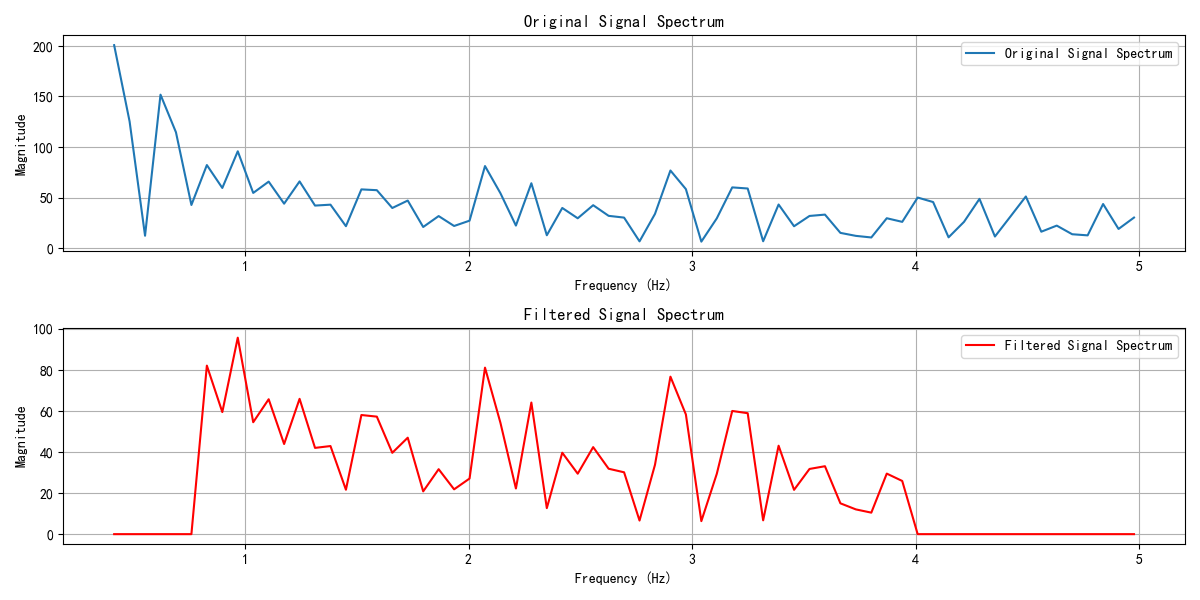 Original Signal Spectrum
Original Signal Spectrum
Magnitude
200
150
100
50
0
1
2
3
4
5
Frequency (Hz)
Filtered Signal Spectrum
Filtered Signal Spectrum
Magnitude
100
80
60
40
20
0
1
2
3
4
5
Frequency (Hz)